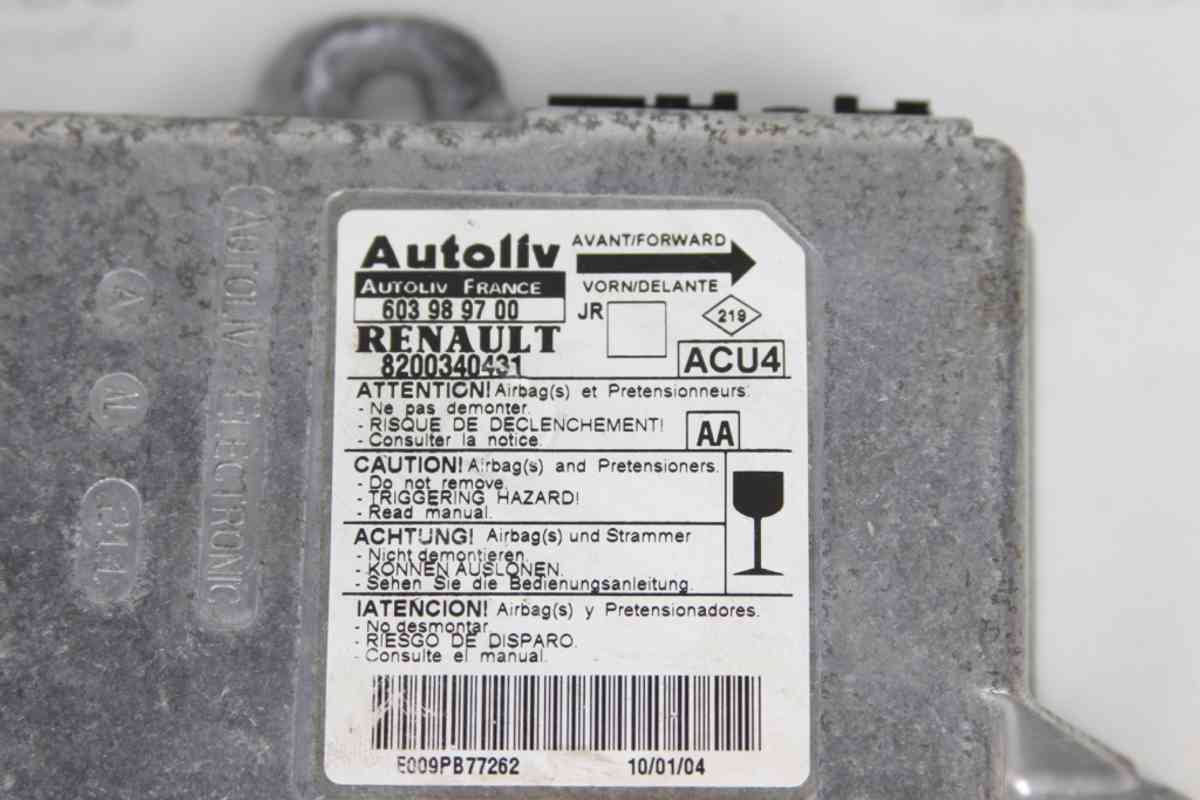 Autoliv
AVANT/FORWARD
AUTOLIV FRANCE
VORN/DELANTE
603 98 97 00
JR
219
RENAULT
8200340431
ACU4
ATTENTION! Airbag(s) et Pretensionneurs:
- Ne pas demonter.
- RISQUE DE DECLENCHEMENT!
- Consulter la notice.
AA
CAUTION! Airbag(s) and Pretensioners.
- Do not remove.
- TRIGGERING HAZARD!
- Read manual.
ACHTUNG! Airbag(s) und Strammer
- Nicht demontieren.
- KONNEN AUSLONEN.
- Sehen Sie die Bedienungsanleitung.
IATENCION! Airbag(s) y Pretensionadores.
- No desmontar.
- RIESGO DE DISPARO.
- Consulte el manual.
E009PB77262
10/01/04
AUTOLIV ELECTRONIC
A
AL